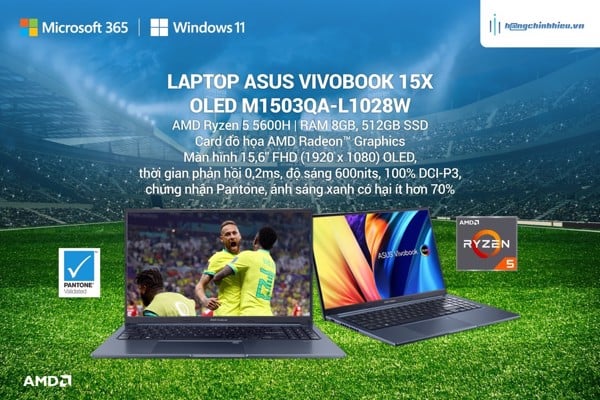 Microsoft 365
Windows 11
hàngchínhhiệu.vn
LAPTOP ASUS VIVOBOOK 15X
OLED M1503QA-L1028W
AMD Ryzen 5 5600H | RAM 8GB, 512GB SSD
Card đồ họa AMD Radeon™ Graphics
Màn hình 15,6" FHD (1920 x 1080) OLED,
thời gian phản hồi 0,2ms, độ sáng 600nits, 100% DCI-P3,
chứng nhận Pantone, ánh sáng xanh có hại ít hơn 70%
PANTONE®
Validated
ASUS Vivobook
AMD
RYZEN
5
AMD